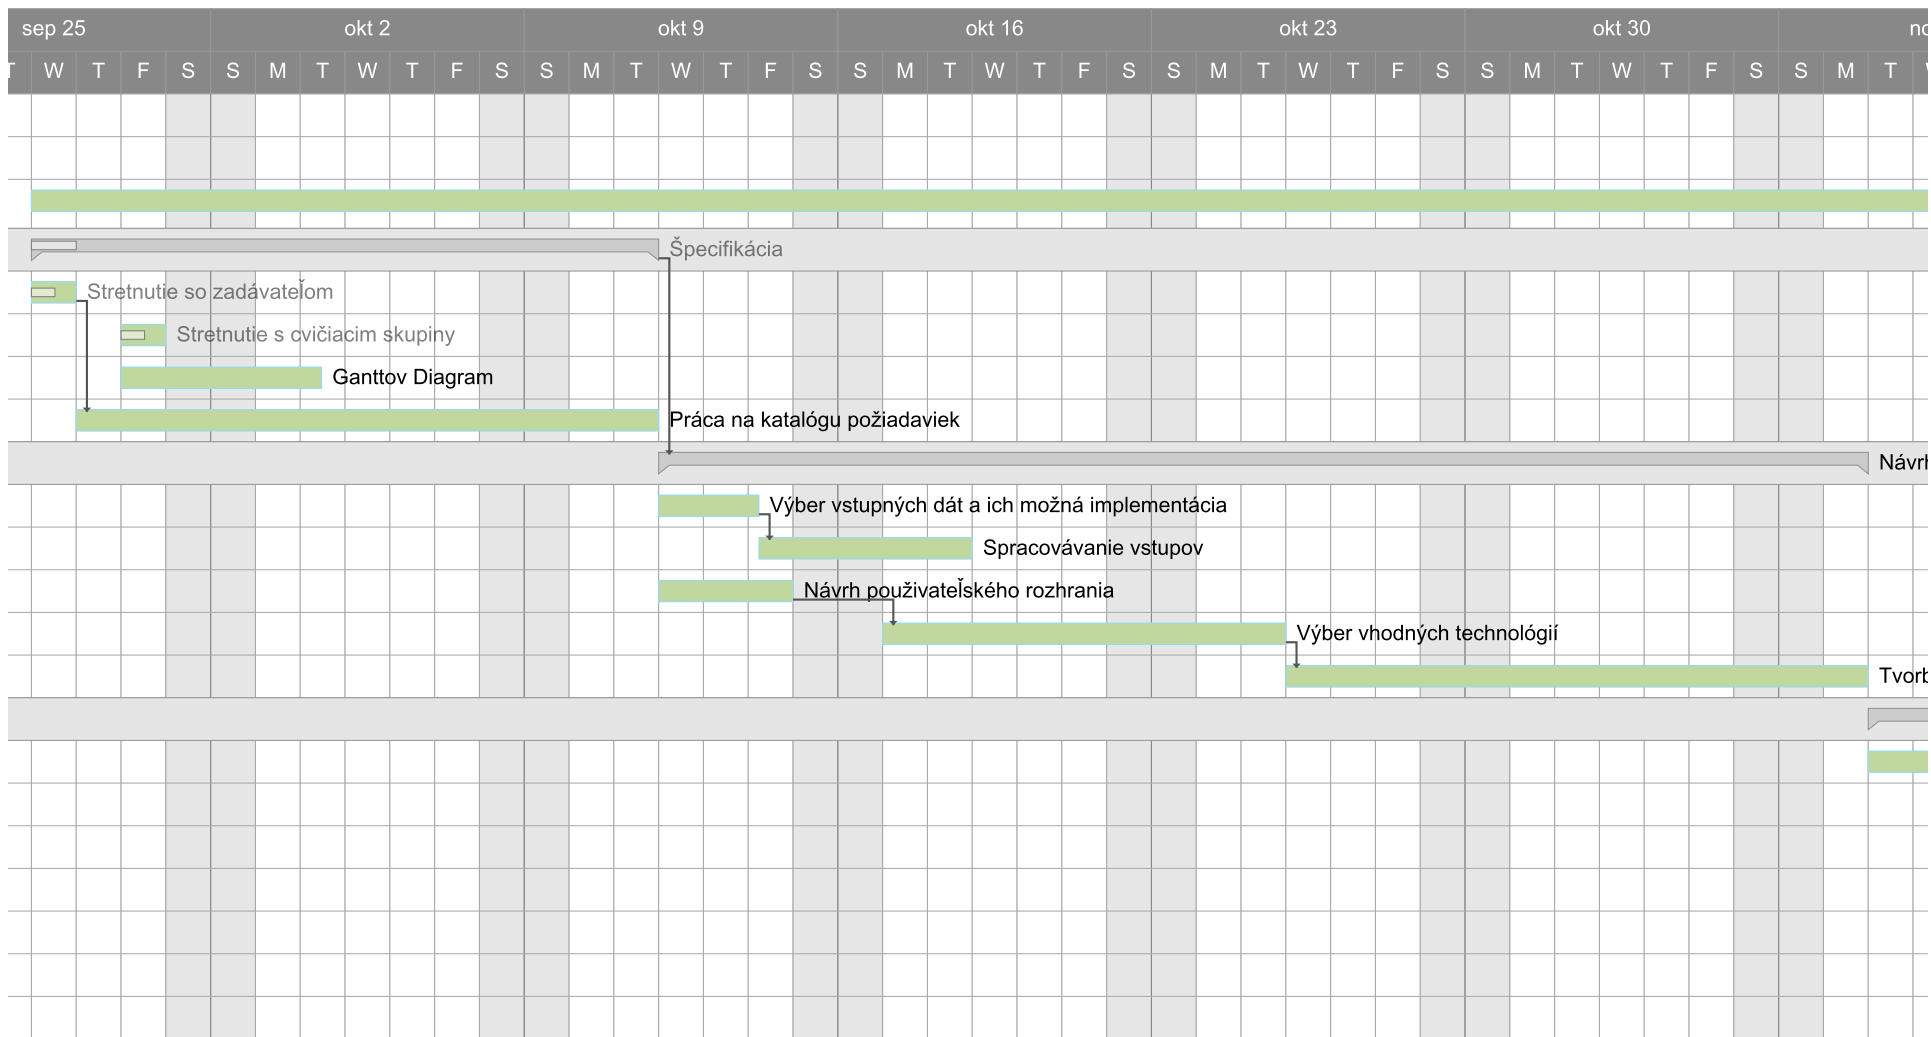 sep 25 okt 2 okt 9 okt 16 okt 23 okt 30
W T F S S M T W T F S S M T W T F S S M T W T F S S M T W T F S S M T W T F S S M T
Špecifikácia
Stretnutie so zadávateľom
Stretnutie s cvičiacim skupiny
Ganttov Diagram
Práca na katalógu požiadaviek
Návrh
Výber vstupných dát a ich možná implementácia
Spracovávanie vstupov
Návrh použivateľského rozhrania
Výber vhodných technológií